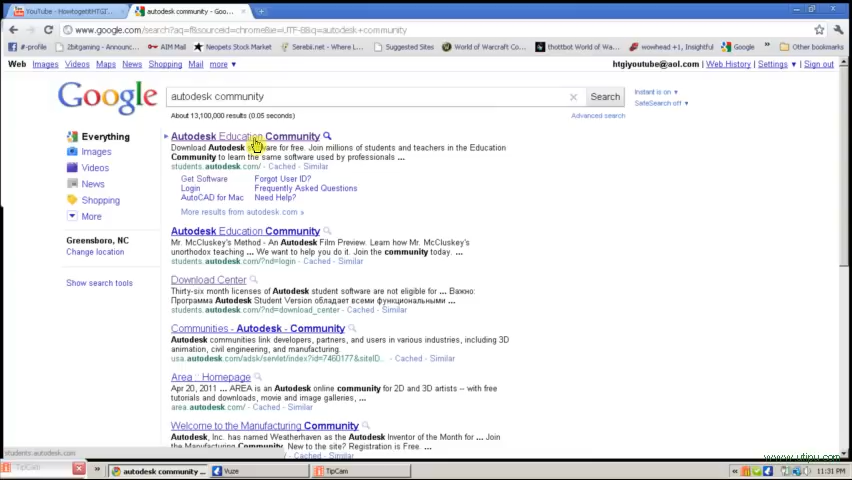 YouTube - HowtogetitHTGI...
autodesk community - Goo...
www.google.com/search?aq=f&sourceid=chrome&ie=UTF-8&q=autodesk+community
#-profile
2bitgaming - Announc...
AIM Mail
Neopets Stock Market
Serebii.net - Where L...
Suggested Sites
World of Warcraft Com...
thottbot World of War...
wowhead +1, Insightful
Google
Other bookmarks
Web Images Videos Maps News Shopping Mail more
htgiyoutube@aol.com | Web History | Settings | Sign out
Google
autodesk community
Search
Instant is on
SafeSearch off
About 13,100,000 results (0.05 seconds)
Advanced search
Everything
Images
Videos
News
Shopping
More
Greensboro, NC
Change location
Show search tools
Autodesk Education Community
Download Autodesk software for free. Join millions of students and teachers in the Education
Community to learn the same software used by professionals ...
students.autodesk.com/ - Cached - Similar
Get Software Forgot User ID?
Login Frequently Asked Questions
AutoCAD for Mac Need Help?
More results from autodesk.com »
Autodesk Education Community
Mr. McCluskey's Method - An Autodesk Film Preview. Learn how Mr. McCluskey's
unorthodox teaching ... We want to help you do it. Join the community today. ...
students.autodesk.com/?nd=login - Cached - Similar
Download Center
Thirty-six month licenses of Autodesk student software are not eligible for ... Важно:
Программа Autodesk Student Version обладает всеми функциональными ...
students.autodesk.com/?nd=download_center - Cached - Similar
Communities - Autodesk - Community
Autodesk communities link developers, partners, and users in various industries, including 3D
animation, civil engineering, and manufacturing.
usa.autodesk.com/adsk/servlet/index?id=7460177&siteID... - Cached - Similar
Area :: Homepage
Apr 20, 2011 ... AREA is an Autodesk online community for 2D and 3D artists -- with free
tutorials and downloads, movie and image galleries, ...
area.autodesk.com/ - Cached - Similar
Welcome to the Manufacturing Community
Autodesk, Inc. has named Weatherhaven as the Autodesk Inventor of the Month for ... Join
the Manufacturing Community. New to the site? Registration is Free. ...
Cached - Similar
students.autodesk.com
www.utipu.com
TipCam
autodesk community ...
Vuze
TipCam
11:31 PM